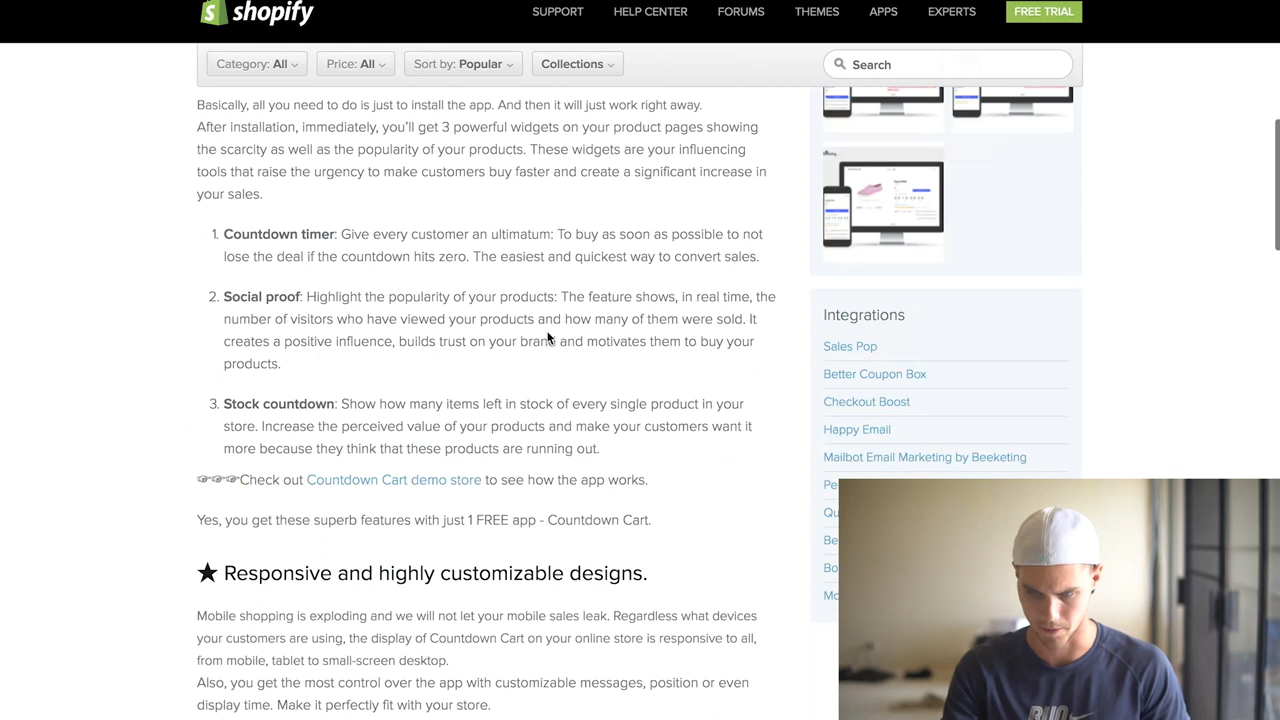 shopify
SUPPORT
HELP CENTER
FORUMS
THEMES
APPS
EXPERTS
FREE TRIAL
Category: All
Price: All
Sort by: Popular
Collections
Search
Basically, all you need to do is just to install the app. And then it will just work right away.
After installation, immediately, you'll get 3 powerful widgets on your product pages showing
the scarcity as well as the popularity of your products. These widgets are your influencing
tools that raise the urgency to make customers buy faster and create a significant increase in
your sales.
1. Countdown timer: Give every customer an ultimatum: To buy as soon as possible to not
lose the deal if the countdown hits zero. The easiest and quickest way to convert sales.
2. Social proof: Highlight the popularity of your products: The feature shows, in real time, the
number of visitors who have viewed your products and how many of them were sold. It
creates a positive influence, builds trust on your brand and motivates them to buy your
products.
3. Stock countdown: Show how many items left in stock of every single product in your
store. Increase the perceived value of your products and make your customers want it
more because they think that these products are running out.
☞☞☞Check out Countdown Cart demo store to see how the app works.
Yes, you get these superb features with just 1 FREE app - Countdown Cart.
★ Responsive and highly customizable designs.
Mobile shopping is exploding and we will not let your mobile sales leak. Regardless what devices
your customers are using, the display of Countdown Cart on your online store is responsive to all,
from mobile, tablet to small-screen desktop.
Also, you get the most control over the app with customizable messages, position or even
display time. Make it perfectly fit with your store.
Integrations
Sales Pop
Better Coupon Box
Checkout Boost
Happy Email
Mailbot Email Marketing by Beeketing
Pe
Qu
Be
Bo
Mo